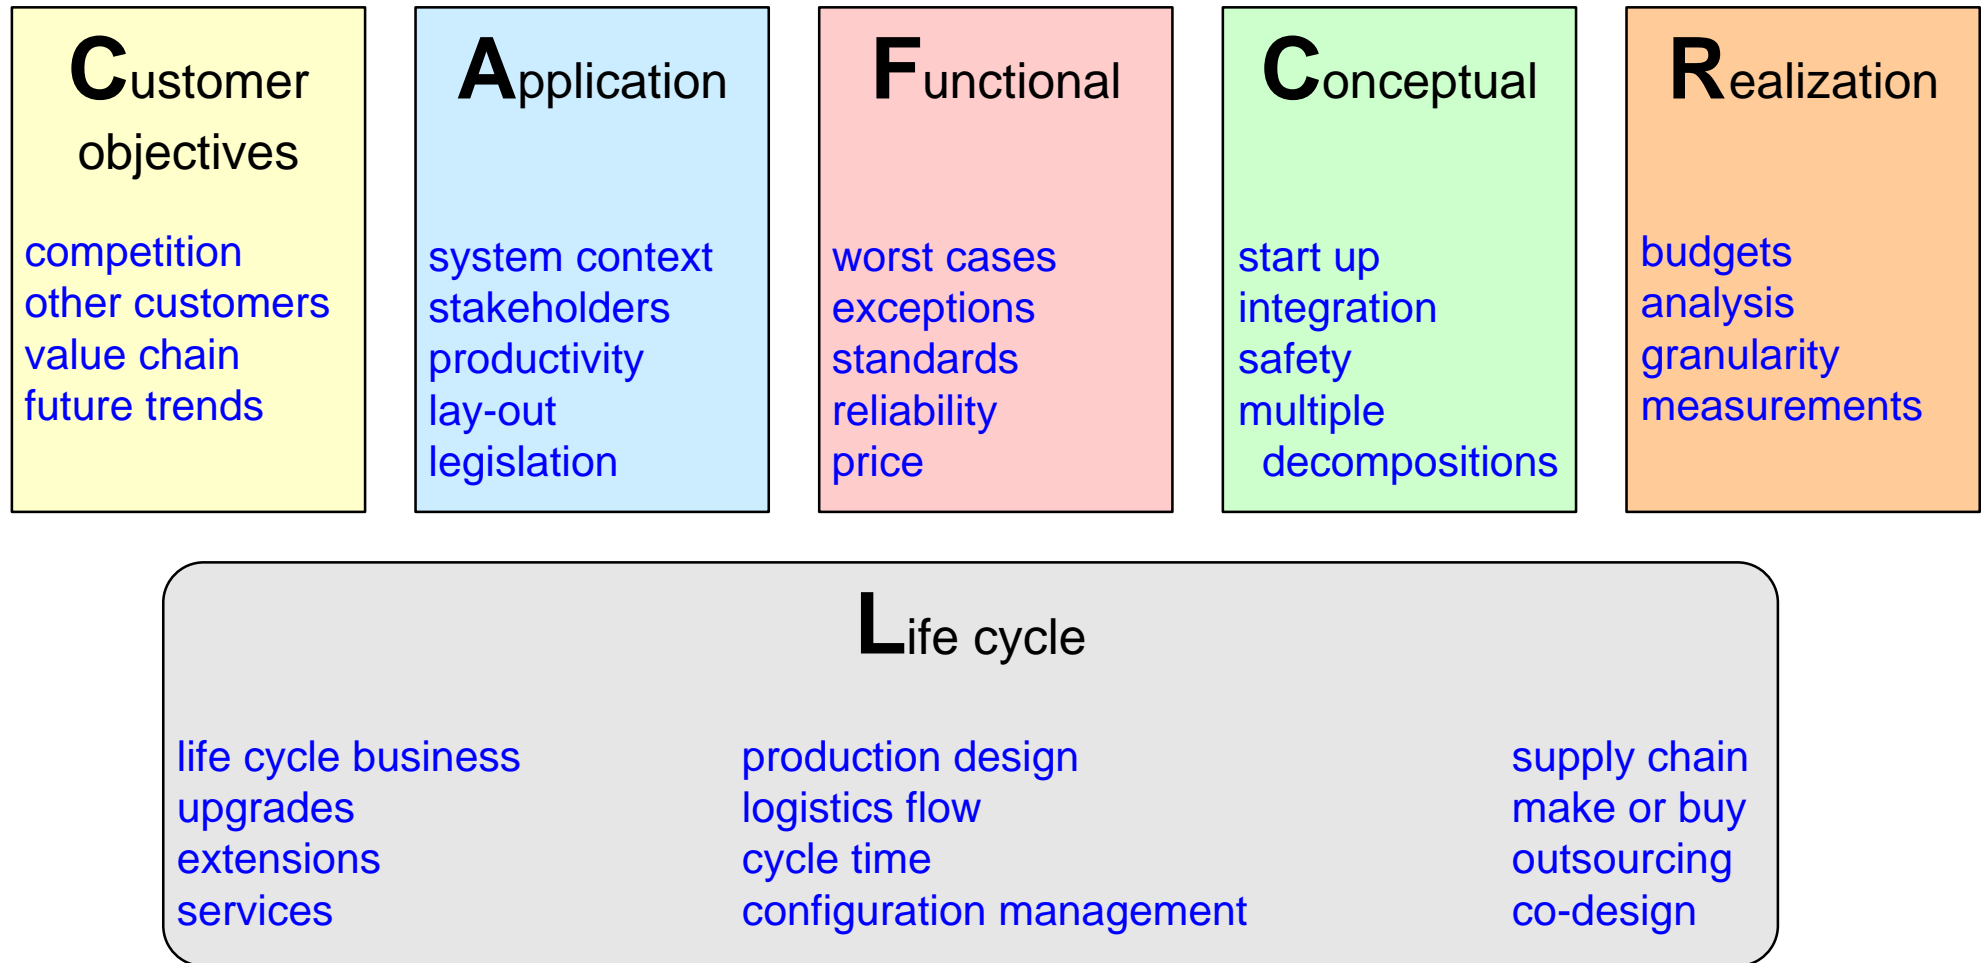 Customer
objectives
competition
other customers
value chain
future trends
Application
system context
stakeholders
productivity
lay-out
legislation
Functional
worst cases
exceptions
standards
reliability
price
Conceptual
start up
integration
safety
multiple
decompositions
Realization
budgets
analysis
granularity
measurements
Life cycle
life cycle business
upgrades
extensions
services
production design
logistics flow
cycle time
configuration management
supply chain
make or buy
outsourcing
co-design